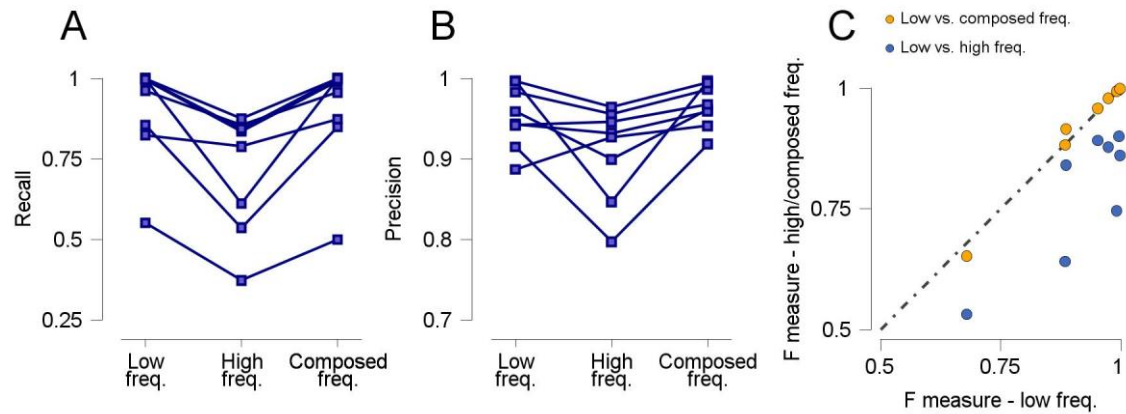 A
Recall
1
0.75
0.5
0.25
Low
freq.
High
freq.
Composed
freq.
B
Precision
1
0.9
0.8
0.7
Low
freq.
High
freq.
Composed
freq.
C
Low vs. composed freq.
Low vs. high freq.
F measure - high/composed freq.
1
0.75
0.5
0.5
0.75
1
F measure - low freq.